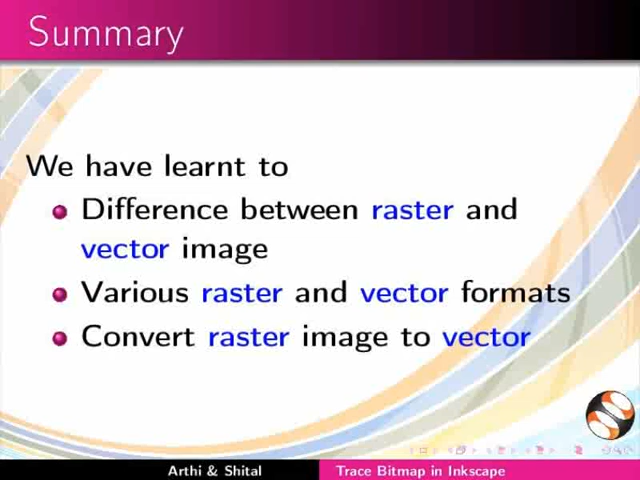 Summary
We have learnt to
Difference between raster and
vector image
Various raster and vector formats
Convert raster image to vector
Arthi & Shital
Trace Bitmap in Inkscape